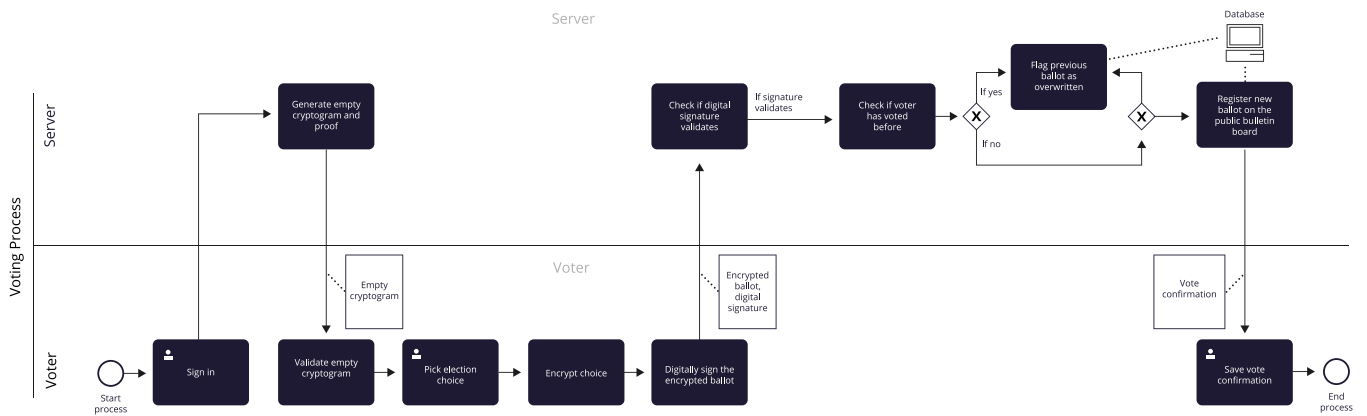 Server
Database
Voting Process
Server
Generate empty
cryptogram and
proof
Check if digital
signature
validates
If signature
validates
Check if voter
has voted
before
X
If yes
If no
Flag previous
ballot as
overwritten
X
Register new
ballot on the
public bulletin
board
Voter
Empty
cryptogram
Encrypted
ballot,
digital
signature
Vote
confirmation
Voter
Start
process
Sign in
Validate empty
cryptogram
Pick election
choice
Encrypt choice
Digitally sign the
encrypted ballot
Save vote
confirmation
End
process